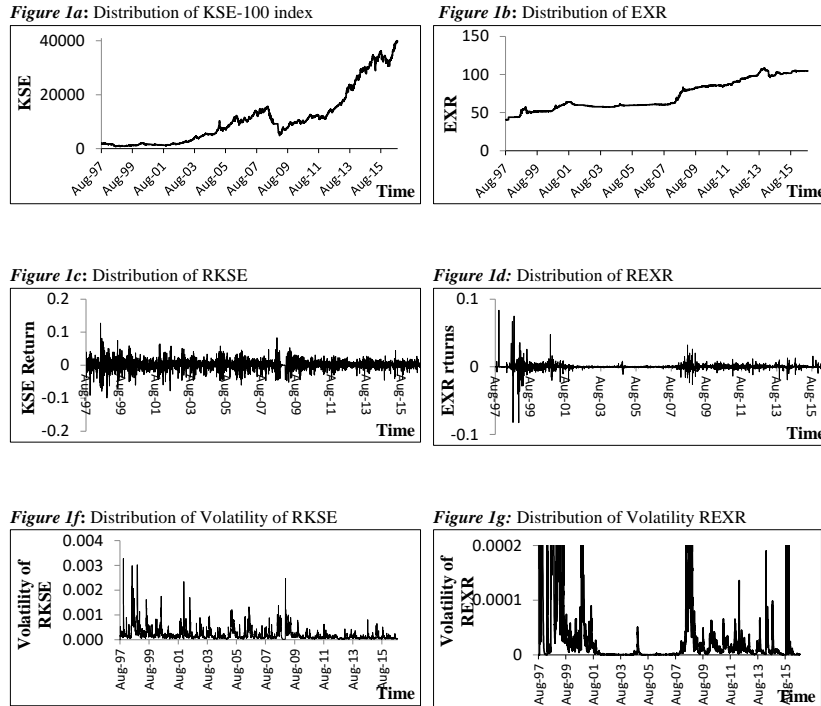 Figure 1a: Distribution of KSE-100 index
KSE
40000
20000
0
Aug-97
Aug-99
Aug-01
Aug-03
Aug-05
Aug-07
Aug-09
Aug-11
Aug-13
Aug-15
Time
Figure 1b: Distribution of EXR
EXR
150
100
50
0
Aug-97
Aug-99
Aug-01
Aug-03
Aug-05
Aug-07
Aug-09
Aug-11
Aug-13
Aug-15
Time
Figure 1c: Distribution of RKSE
KSE Return
0.2
0.1
0
-0.1
-0.2
Aug-97
Aug-99
Aug-01
Aug-03
Aug-05
Aug-07
Aug-09
Aug-11
Aug-13
Aug-15
Time
Figure 1d: Distribution of REXR
EXR rturns
0.1
0
-0.1
Aug-97
Aug-99
Aug-01
Aug-03
Aug-05
Aug-07
Aug-09
Aug-11
Aug-13
Aug-15
Time
Figure 1f: Distribution of Volatility of RKSE
Volatility of
RKSE
0.004
0.003
0.002
0.001
0.000
Aug-97
Aug-99
Aug-01
Aug-03
Aug-05
Aug-07
Aug-09
Aug-11
Aug-13
Aug-15
Time
Figure 1g: Distribution of Volatility REXR
Volatility of
REXR
0.0002
0.0001
0
Aug-97
Aug-99
Aug-01
Aug-03
Aug-05
Aug-07
Aug-09
Aug-11
Aug-13
Aug-15
Time